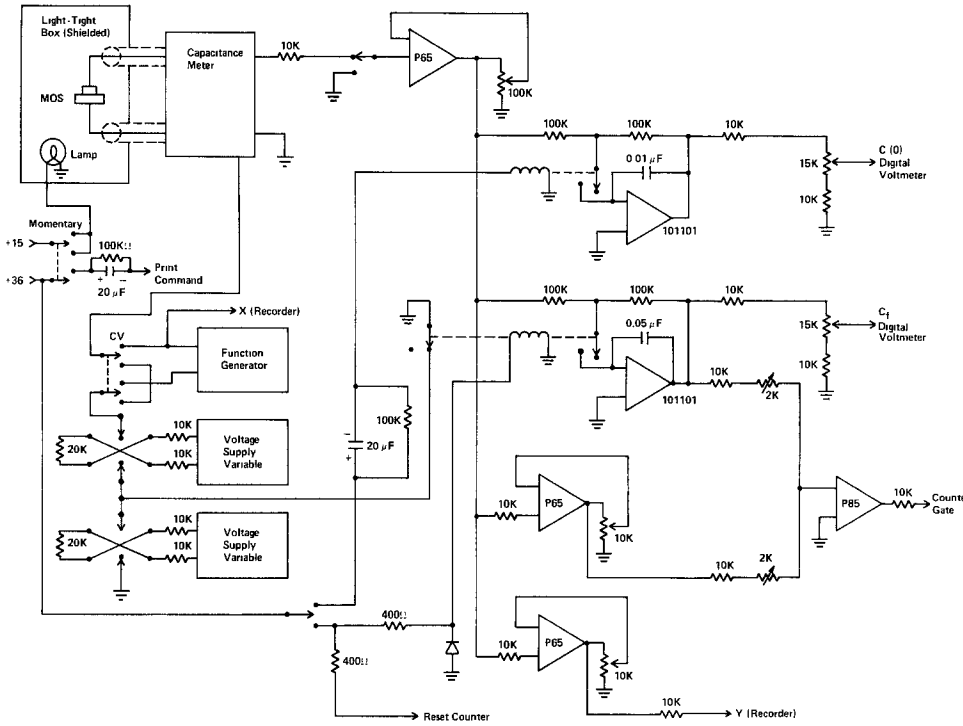 Light-Tight
Box (Shielded)
MOS
Lamp
Capacitance
Meter
10K
P65
100K
100K
100K
10K
0 01 μF
101101
15K
10K
C (0)
Digital
Voltmeter
Momentary
+15
100KΩ
+36
+ −
20 μF
Print
Command
X (Recorder)
CV
Function
Generator
100K
100K
10K
0.05 μF
101101
15K
10K
Cf
Digital
Voltmeter
10K
2K
100K
−
20 μF
+
20K
10K
10K
Voltage
Supply
Variable
10K
P65
10K
10K
2K
P85
10K
Counte
Gate
20K
10K
10K
Voltage
Supply
Variable
400Ω
400Ω
10K
P65
10K
10K
Y (Recorder)
Reset Counter